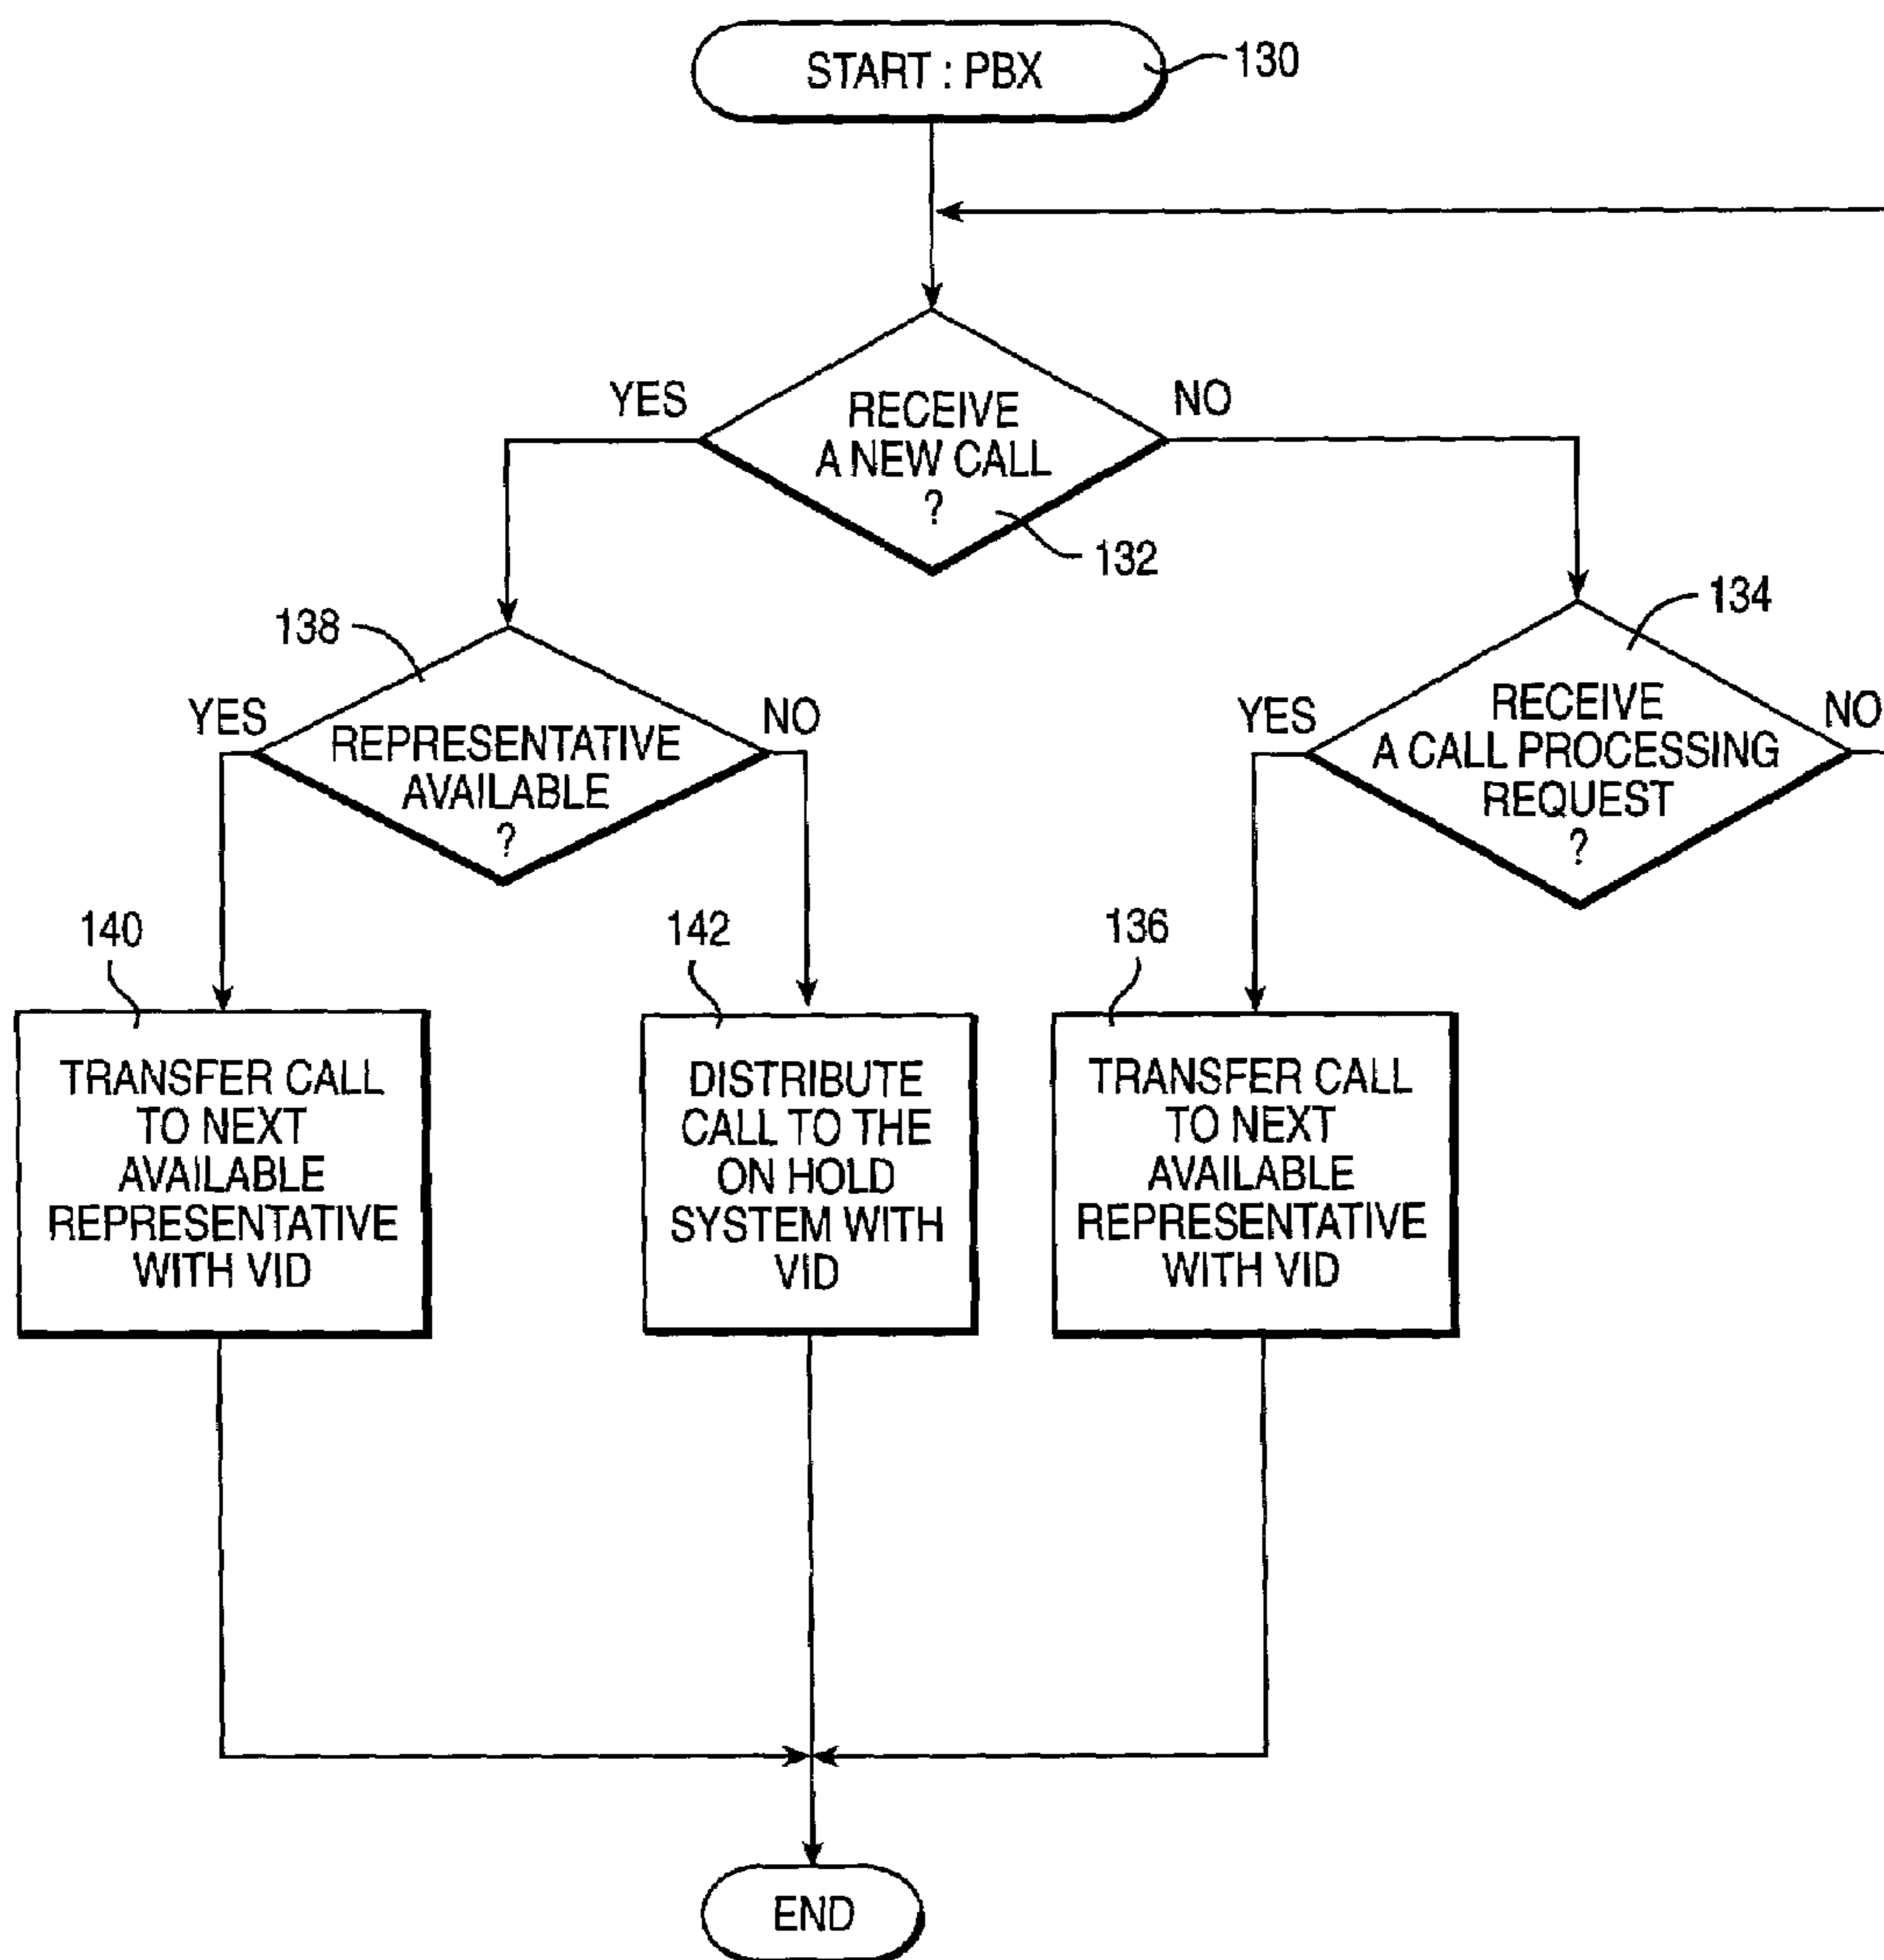 START : PBX
130
YES
NO
RECEIVE
A NEW CALL
?
132
138
134
YES
NO
REPRESENTATIVE
AVAILABLE
?
YES
NO
RECEIVE
A CALL PROCESSING
REQUEST
?
140
142
136
TRANSFER CALL
TO NEXT
AVAILABLE
REPRESENTATIVE
WITH VID
DISTRIBUTE
CALL TO THE
ON HOLD
SYSTEM WITH
VID
TRANSFER CALL
TO NEXT
AVAILABLE
REPRESENTATIVE
WITH VID
END